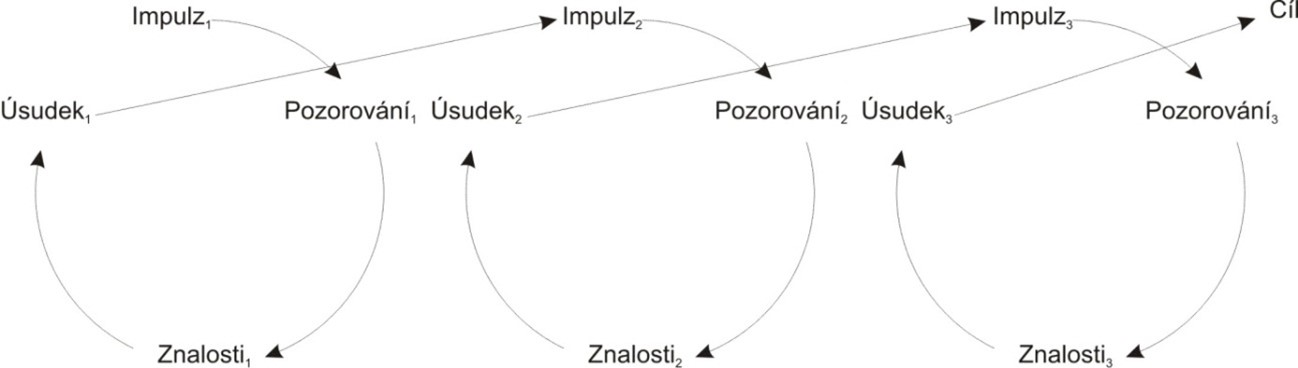 Impulz₁ Impulz₂ Impulz₃ Cíl
Úsudek₁ Pozorování₁ Úsudek₂ Pozorování₂ Úsudek₃ Pozorování₃
Znalosti₁ Znalosti₂ Znalosti₃